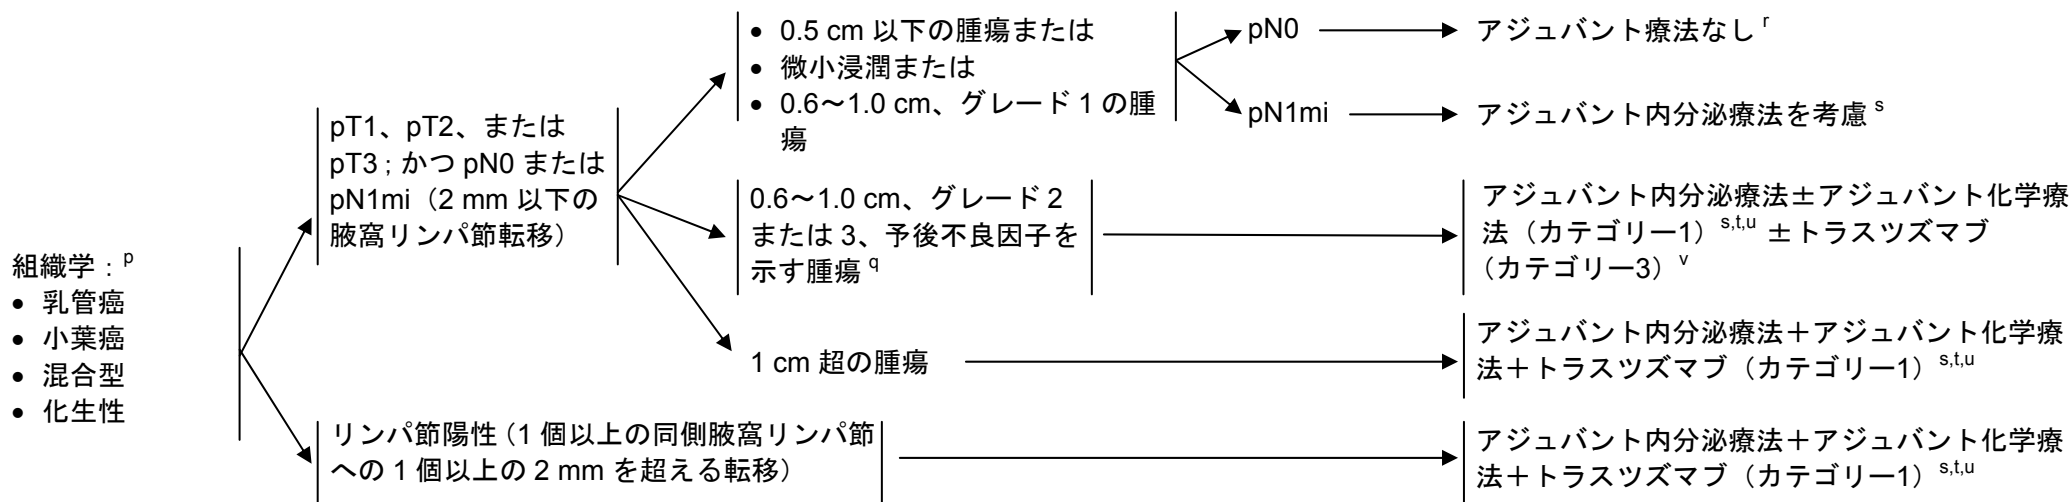 組織学：p
• 乳管癌
• 小葉癌
• 混合型
• 化生性
pT1、pT2、または
pT3 ; かつ pN0 または
pN1mi（2 mm 以下の
腋窩リンパ節転移）
• 0.5 cm 以下の腫瘍または
• 微小浸潤または
• 0.6～1.0 cm、グレード 1 の腫
瘍
pN0
アジュバント療法なし r
pN1mi
アジュバント内分泌療法を考慮 s
0.6～1.0 cm、グレード 2
または 3、予後不良因子を
示す腫瘍 q
アジュバント内分泌療法±アジュバント化学療
法（カテゴリー1）s,t,u ±トラスツズマブ
（カテゴリー3）v
1 cm 超の腫瘍
アジュバント内分泌療法＋アジュバント化学療
法＋トラスツズマブ（カテゴリー1）s,t,u
リンパ節陽性（1 個以上の同側腋窩リンパ節
への 1 個以上の 2 mm を超える転移）
アジュバント内分泌療法＋アジュバント化学療
法＋トラスツズマブ（カテゴリー1）s,t,u